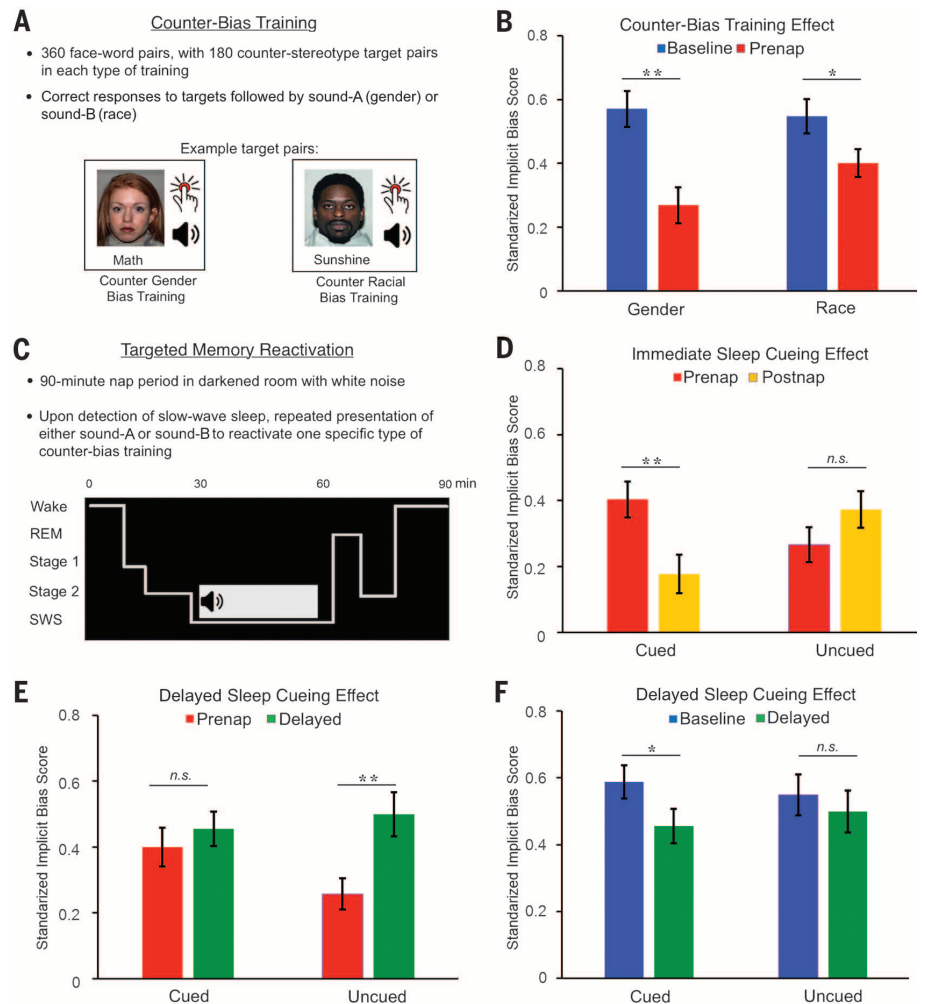 A
Counter-Bias Training
• 360 face-word pairs, with 180 counter-stereotype target pairs
in each type of training
• Correct responses to targets followed by sound-A (gender) or
sound-B (race)
Example target pairs:
Math
Counter Gender
Bias Training
Sunshine
Counter Racial
Bias Training
B
Counter-Bias Training Effect
Baseline Prenap
Standarized Implicit Bias Score
0.8
0.6
0.4
0.2
0
**
*
Gender Race
C
Targeted Memory Reactivation
• 90-minute nap period in darkened room with white noise
• Upon detection of slow-wave sleep, repeated presentation of
either sound-A or sound-B to reactivate one specific type of
counter-bias training
0 30 60 90 min
Wake
REM
Stage 1
Stage 2
SWS
D
Immediate Sleep Cueing Effect
Prenap Postnap
Standarized Implicit Bias Score
0.8
0.6
0.4
0.2
0
**
n.s.
Cued Uncued
E
Delayed Sleep Cueing Effect
Prenap Delayed
Standarized Implicit Bias Score
0.8
0.6
0.4
0.2
0
n.s.
**
Cued Uncued
F
Delayed Sleep Cueing Effect
Baseline Delayed
Standarized Implicit Bias Score
0.8
0.6
0.4
0.2
0
*
n.s.
Cued Uncued